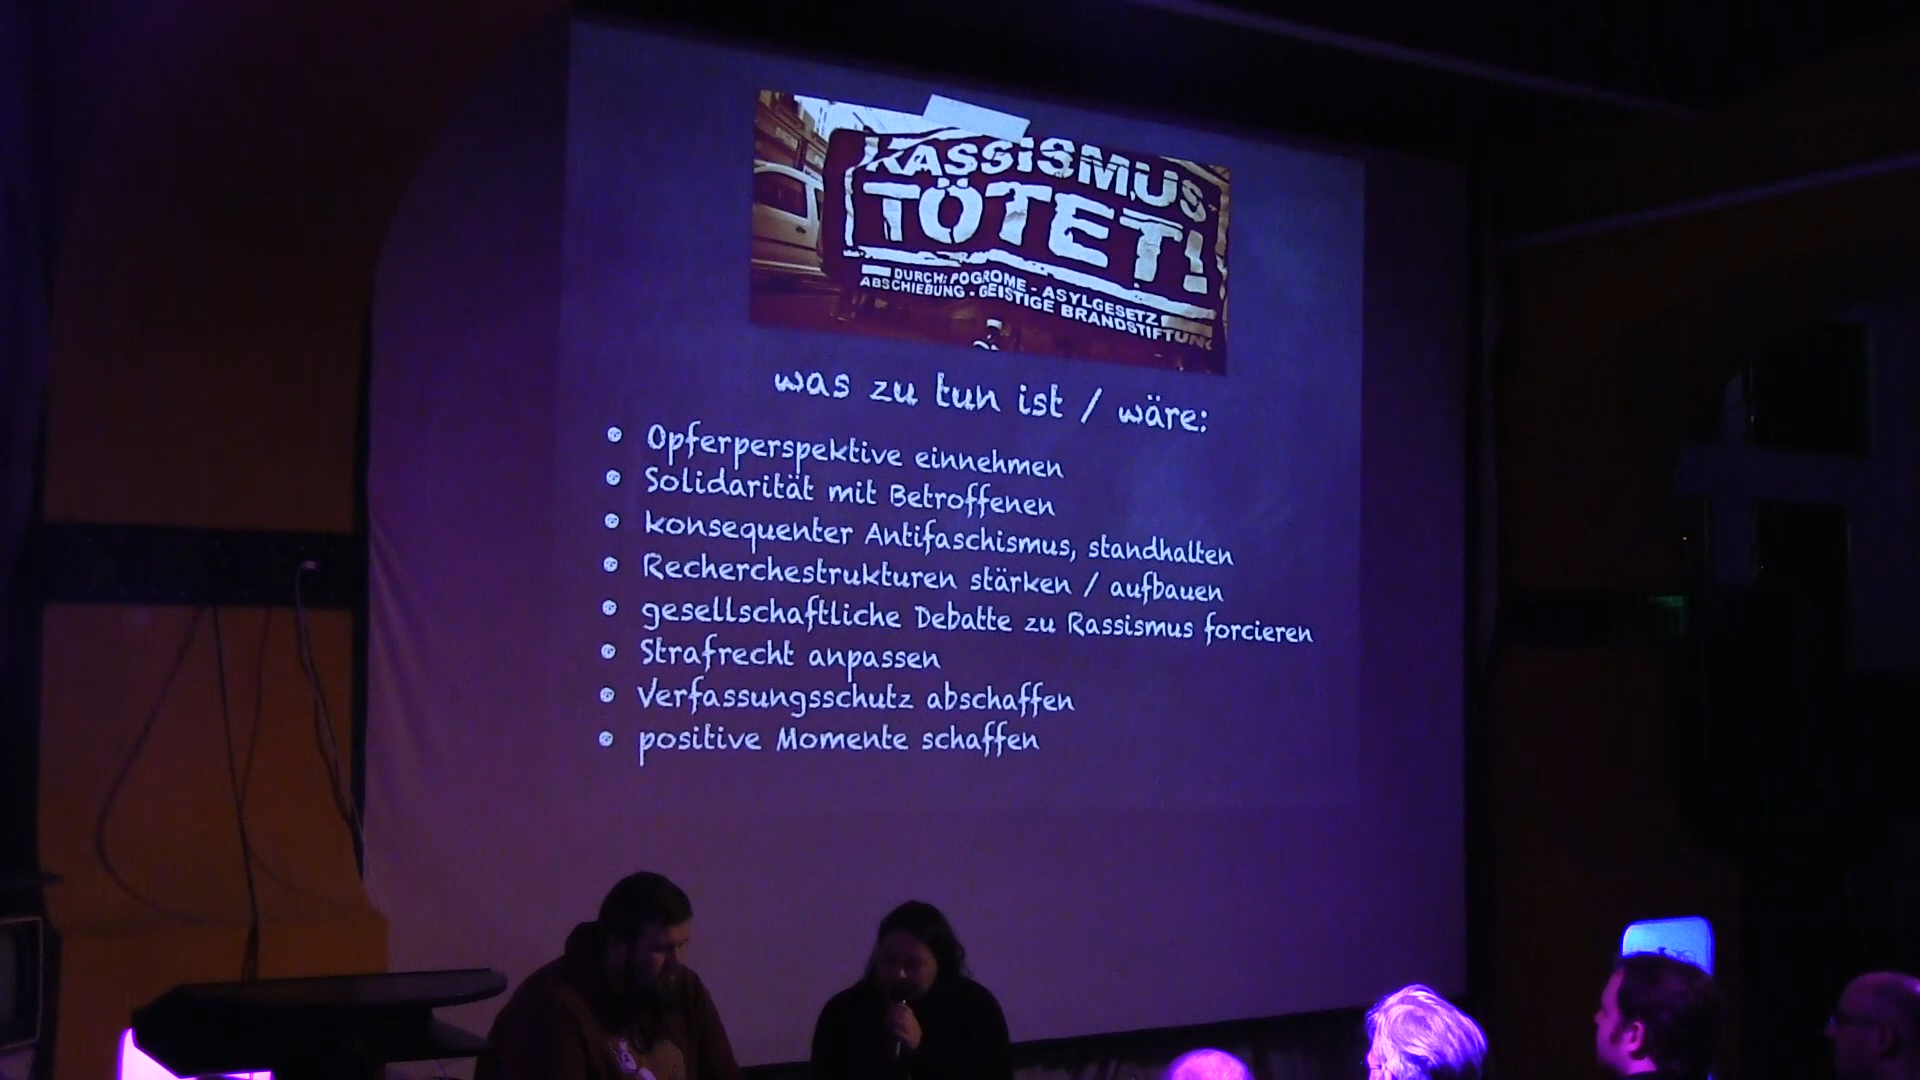 RASSISMUS
TÖTET!
DURCH: POGROME - ASYLGESETZ
ABSCHIEBUNG - GEISTIGE BRANDSTIFTUNG
was zu tun ist / wäre:
Opferperspektive einnehmen
Solidarität mit Betroffenen
konsequenter Antifaschismus, standhalten
Recherchestrukturen stärken / aufbauen
gesellschaftliche Debatte zu Rassismus forcieren
Strafrecht anpassen
Verfassungsschutz abschaffen
positive Momente schaffen